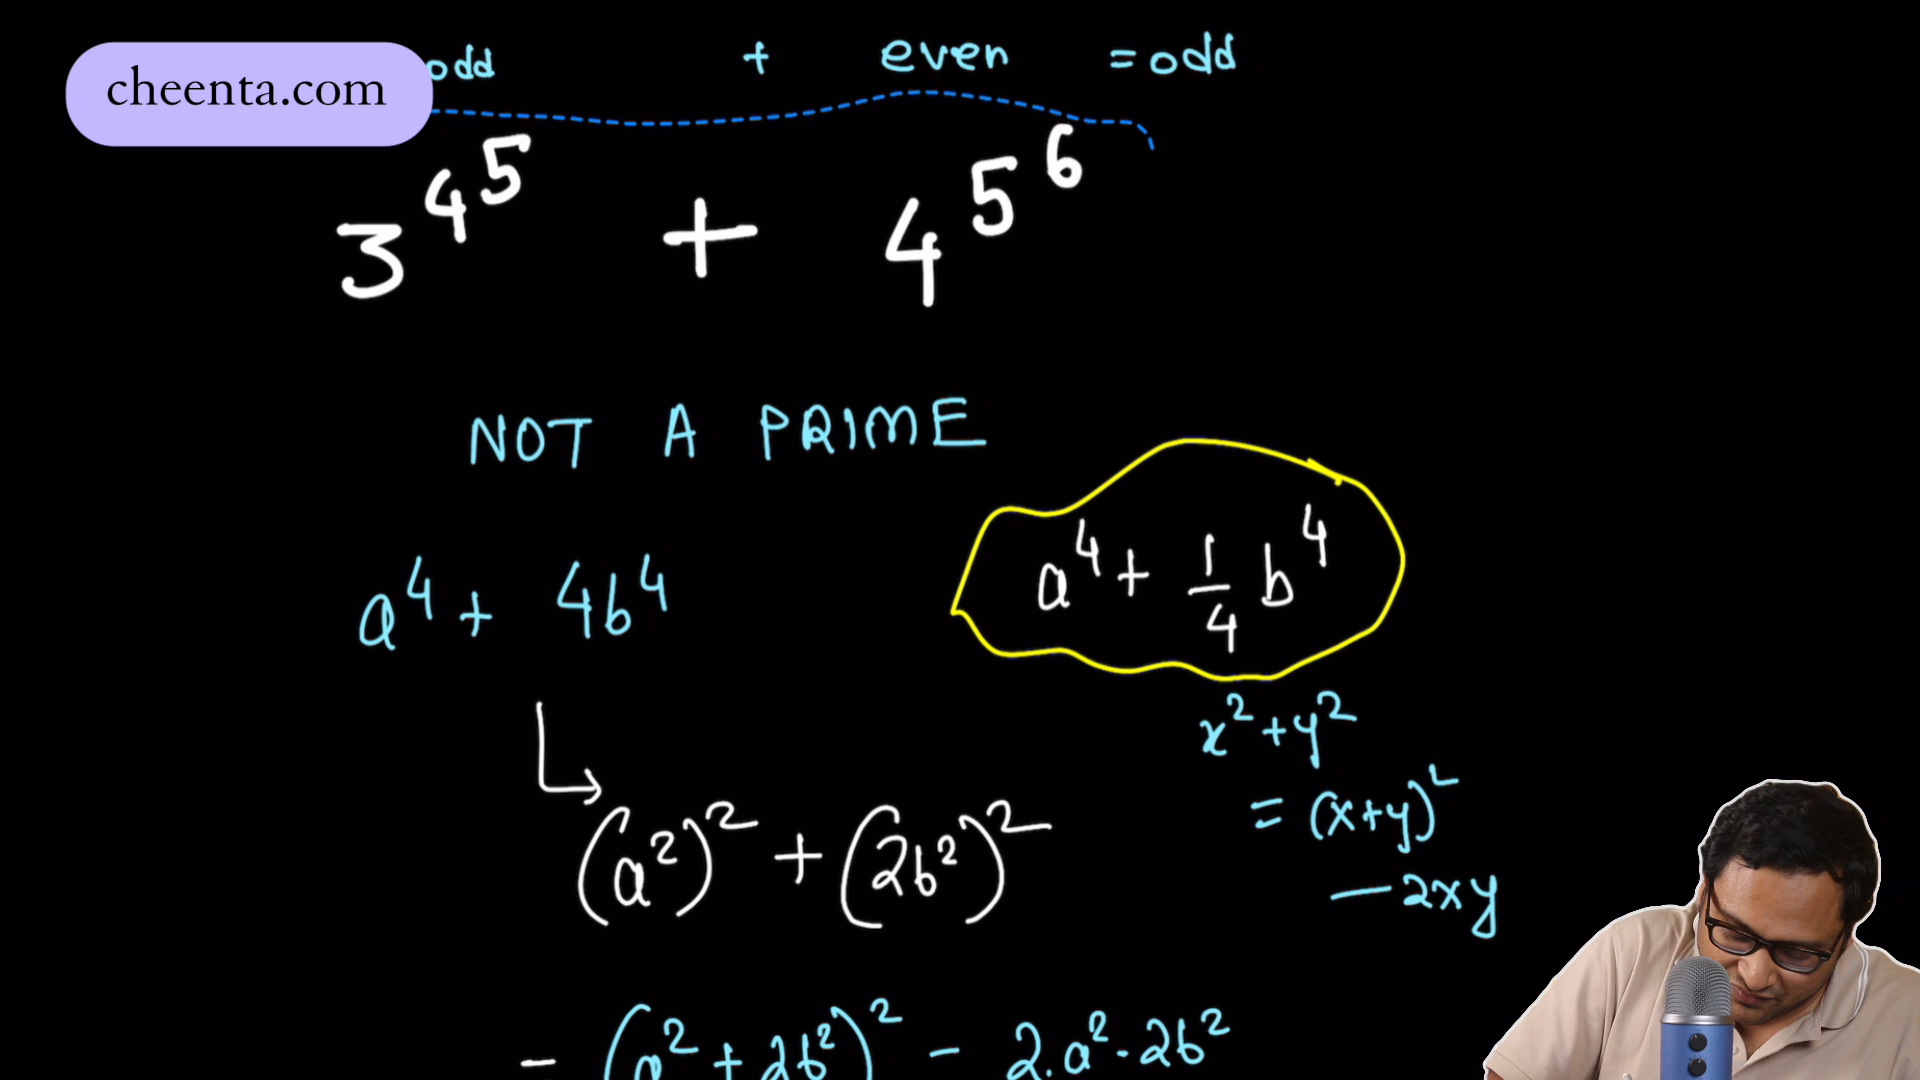 odd + even = odd
cheenta.com
3^4^5 + 4^5^6
NOT A PRIME
a^4 + 4b^4
a^4 + 1/4 b^4
x^2+y^2
= (x+y)^2
- 2xy
(a^2)^2 + (2b^2)^2
= (a^2 + 2b^2)^2 - 2.a^2.2b^2